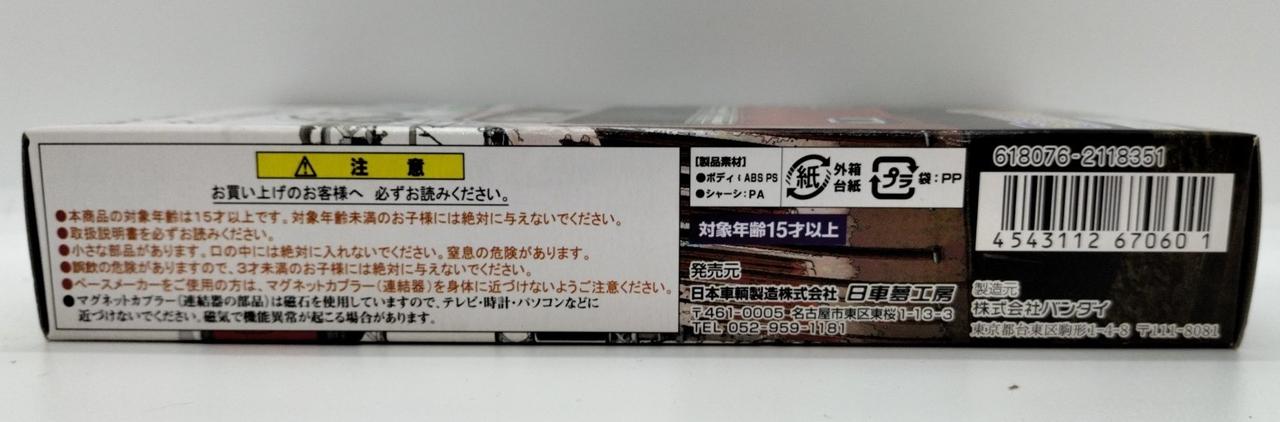 注 意
お買い上げのお客様へ 必ずお読みください。
●本商品の対象年齢は15才以上です。対象年齢未満のお子様には絶対に与えないでください。
●取扱説明書を必ずお読みください。
●小さな部品があります。口の中には絶対に入れないでください。窒息の危険があります。
●誤飲の危険がありますので、3才未満のお子様には絶対に与えないでください。
●ペースメーカーをご使用の方は、マグネットカプラー(連結器)を身体に近づけないようご注意ください。
●マグネットカプラー(連結器の部品)は磁石を使用していますので、テレビ・時計・パソコンなどに
近づけないでください。磁気で機能異常が起こる場合があります。
【製品素材】
●ボディ:ABS PS
●シャーシ:PA
紙
外箱
台紙
プラ
袋:PP
対象年齢15才以上
発売元
日本車輌製造株式会社 日車夢工房
〒461-0005 名古屋市東区東桜1-13-3
TEL 052-959-1181
618076-2118351
4543112 670601
製造元
株式会社バンダイ
東京都台東区駒形1-4-8 〒111-8081